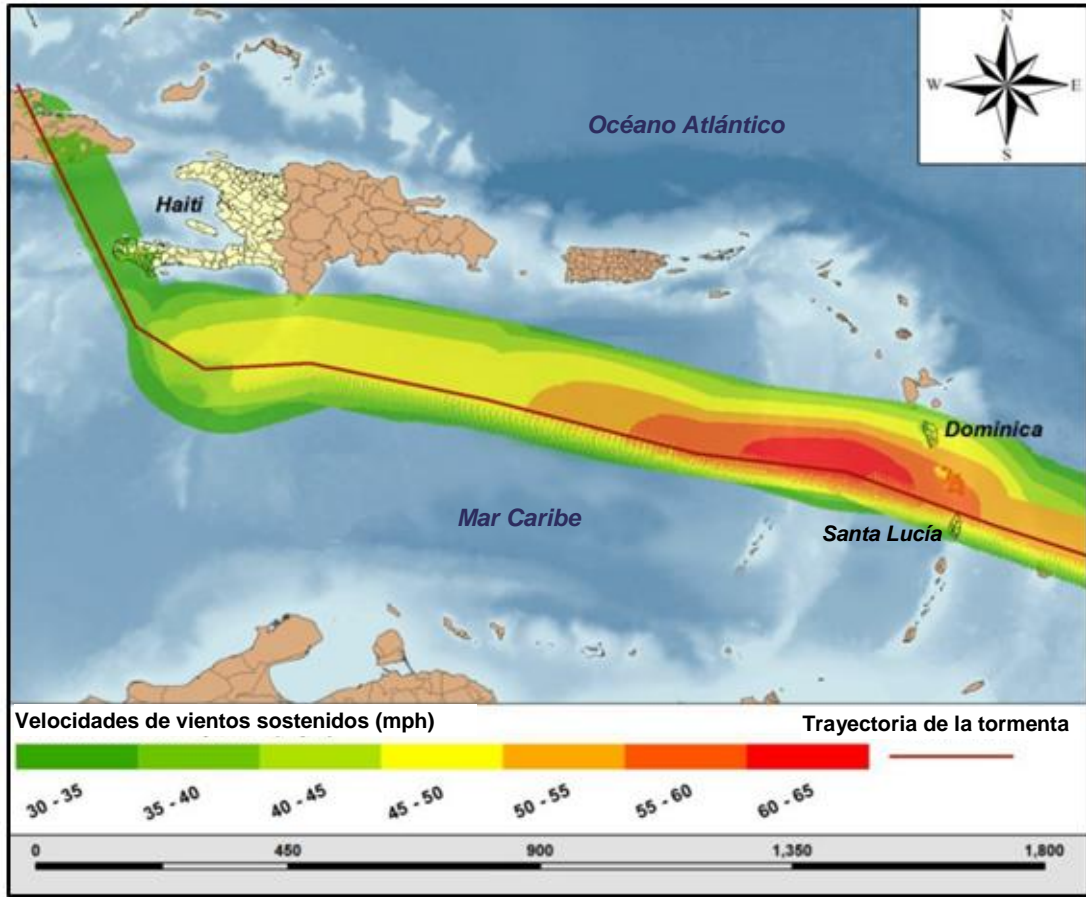 N
W E
S
Océano Atlántico
Haiti
Dominica
Mar Caribe
Santa Lucía
Velocidades de vientos sostenidos (mph)
Trayectoria de la tormenta
30 - 35
35 - 40
40 - 45
45 - 50
50 - 55
55 - 60
60 - 65
0 450 900 1,350 1,800